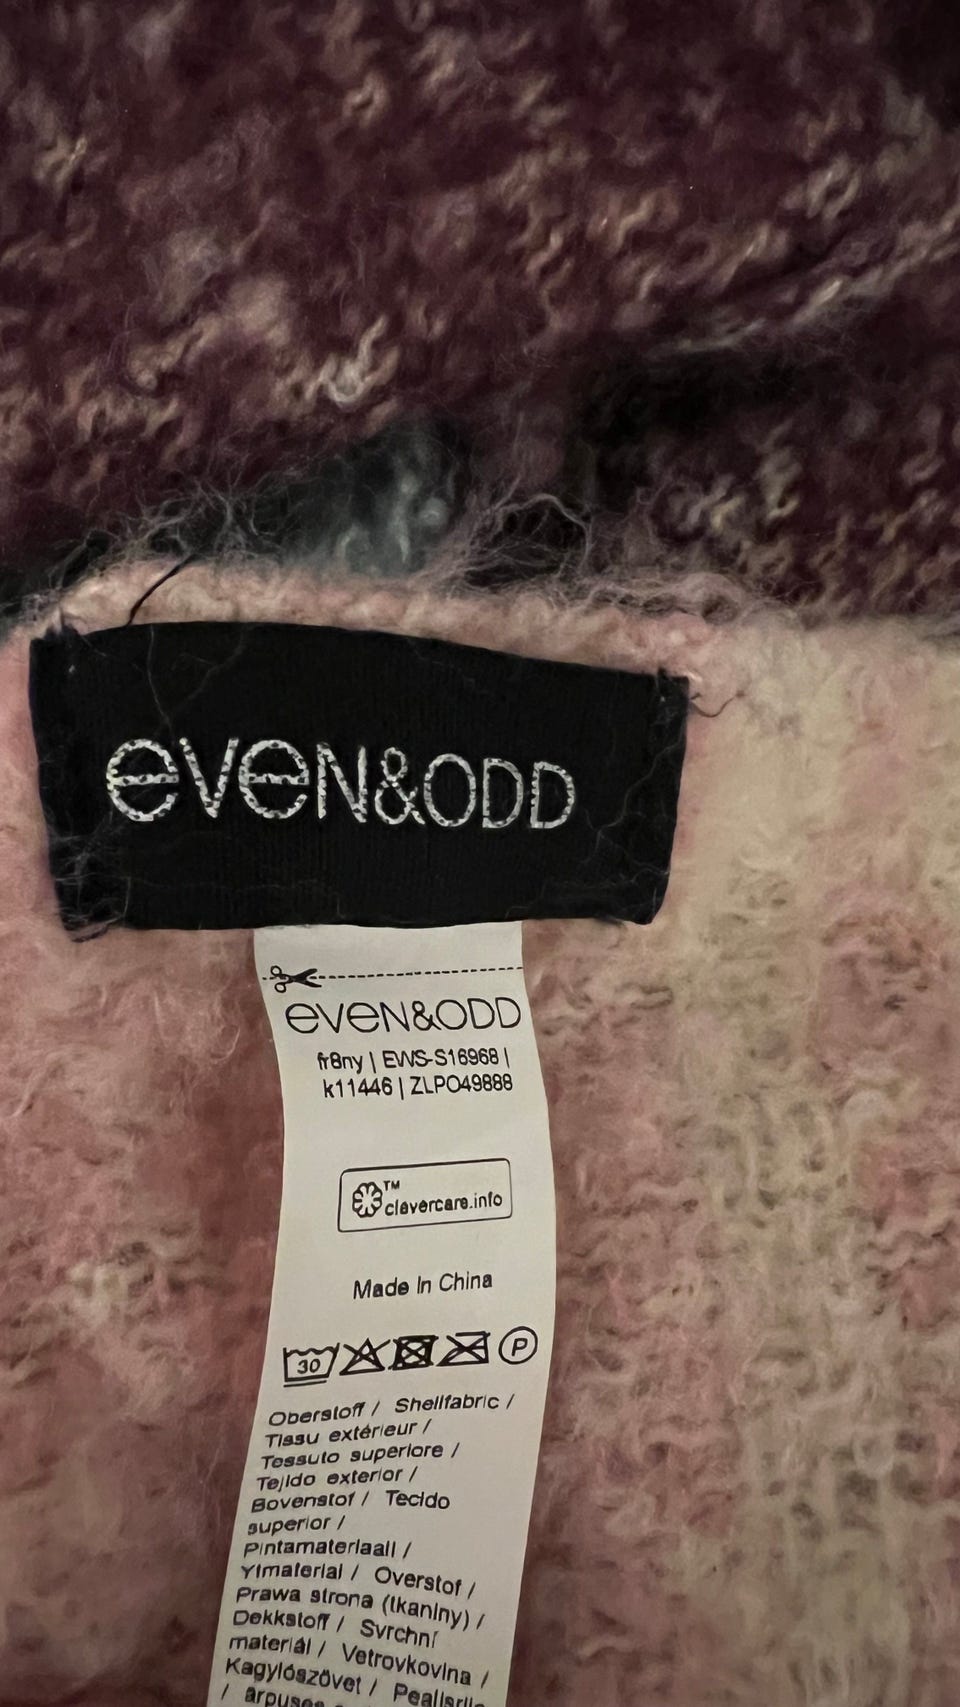 even&ODD
even&ODD
fr8ny | EWS-S16968 |
k11446 | ZLPO49888
TM
clevercare.info
Made In China
30
P
Oberstoff / Shellfabric /
Tissu extérieur /
Tessuto superiore /
Tejido exterior /
Bovenstof / Tecido
superior /
Pintamateriaali /
Ytmaterial / Overstof /
Prawa strona (tkaniny) /
Dekkstoff / Svrchní
materiál / Vetrovkovina /
Kagylószövet /